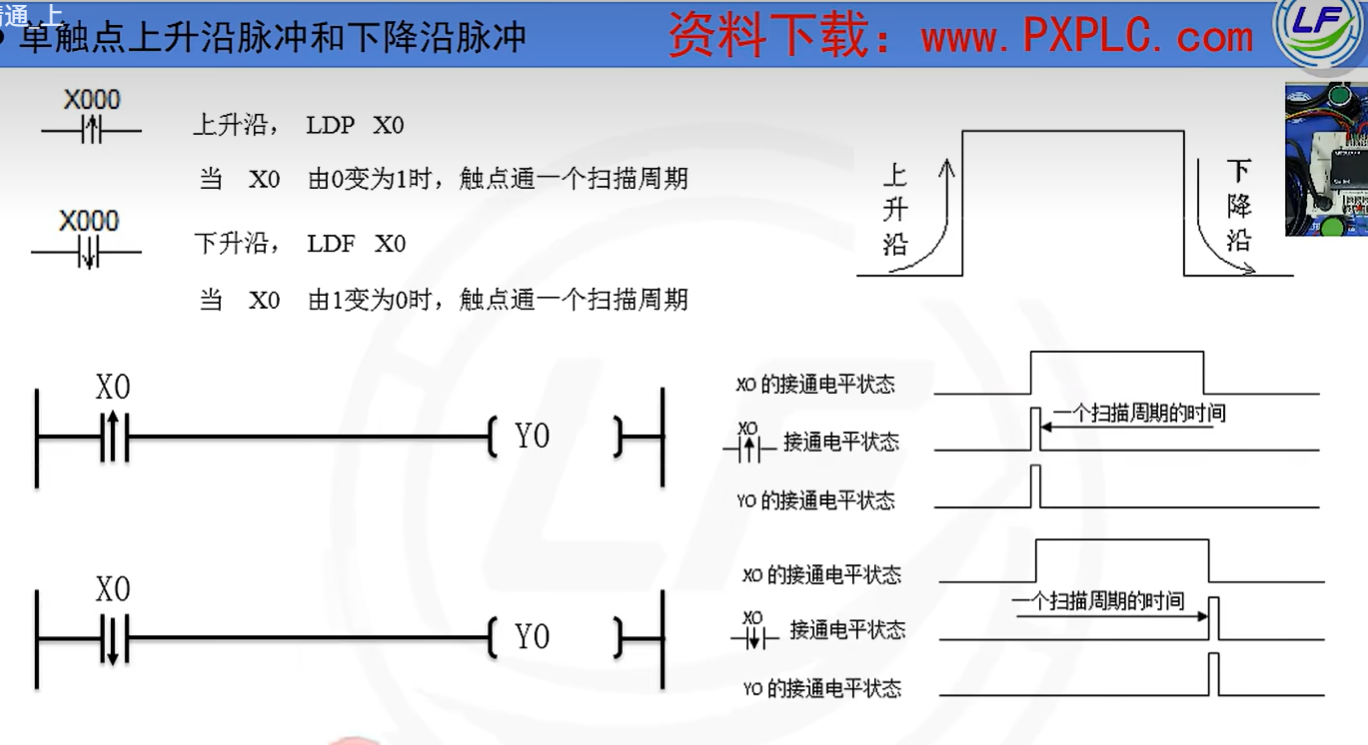 精通 上
单触点上升沿脉冲和下降沿脉冲
资料下载：www.PXPLC.com
LF
X000
上升沿， LDP X0
当 X0 由0变为1时，触点通一个扫描周期
X000
下升沿， LDF X0
当 X0 由1变为0时，触点通一个扫描周期
上升沿
下降沿
X0
Y0
X0 的接通电平状态
一个扫描周期的时间
X0
接通电平状态
Y0 的接通电平状态
X0
Y0
X0 的接通电平状态
一个扫描周期的时间
X0
接通电平状态
Y0 的接通电平状态